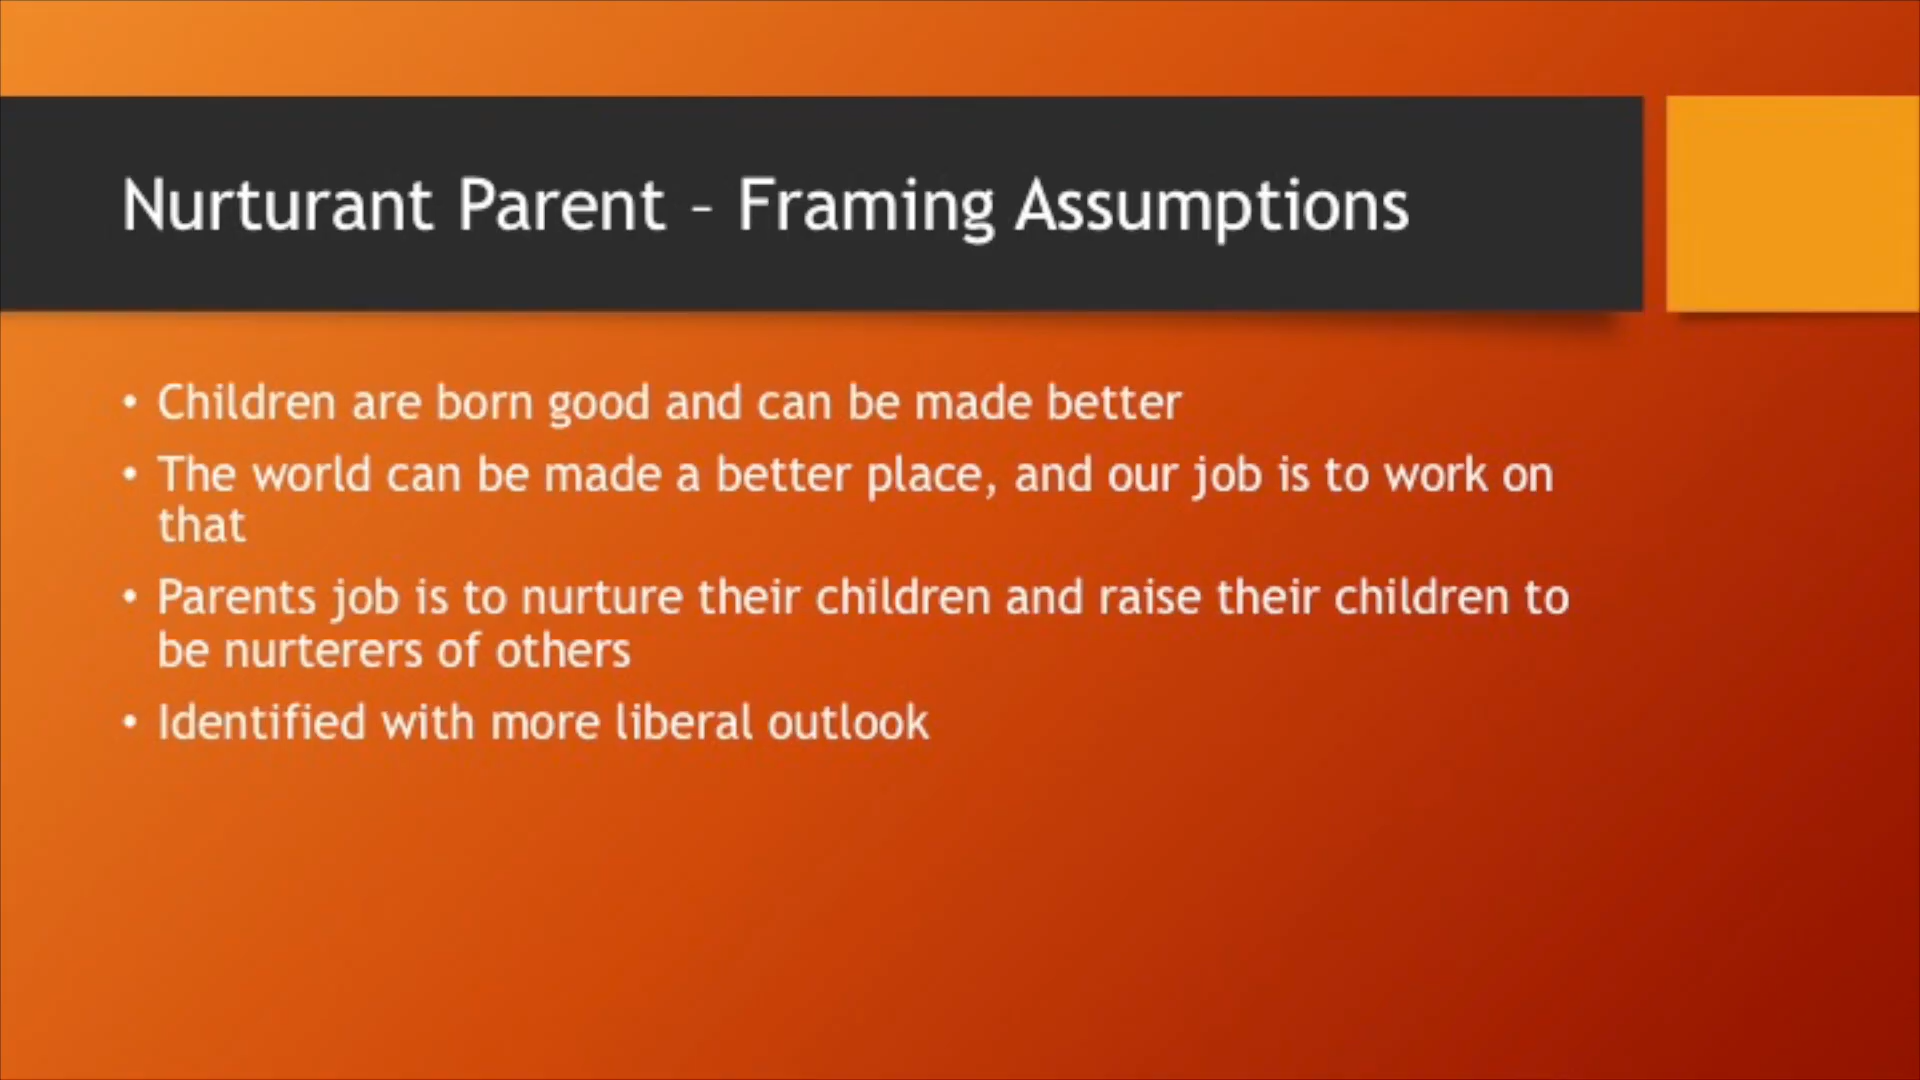 Nurturant Parent – Framing Assumptions
• Children are born good and can be made better
• The world can be made a better place, and our job is to work on
that
• Parents job is to nurture their children and raise their children to
be nurterers of others
• Identified with more liberal outlook